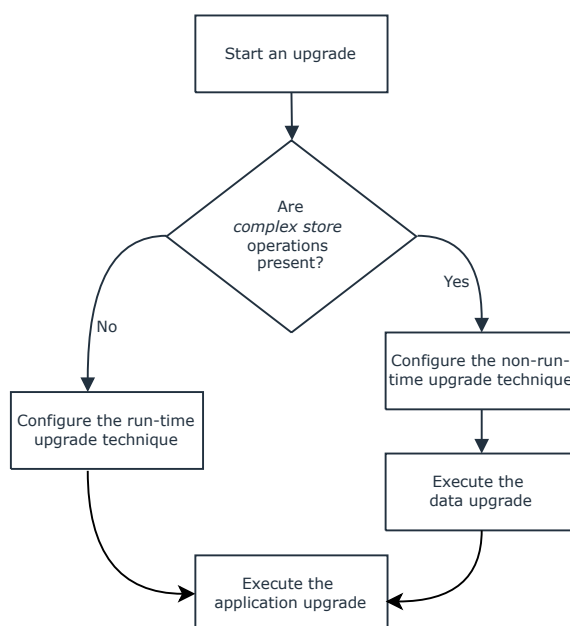 Start an upgrade
Are
complex store
operations
present?
No
Yes
Configure the non-run-
time upgrade technique
Configure the run-time
upgrade technique
Execute the
data upgrade
Execute the
application upgrade